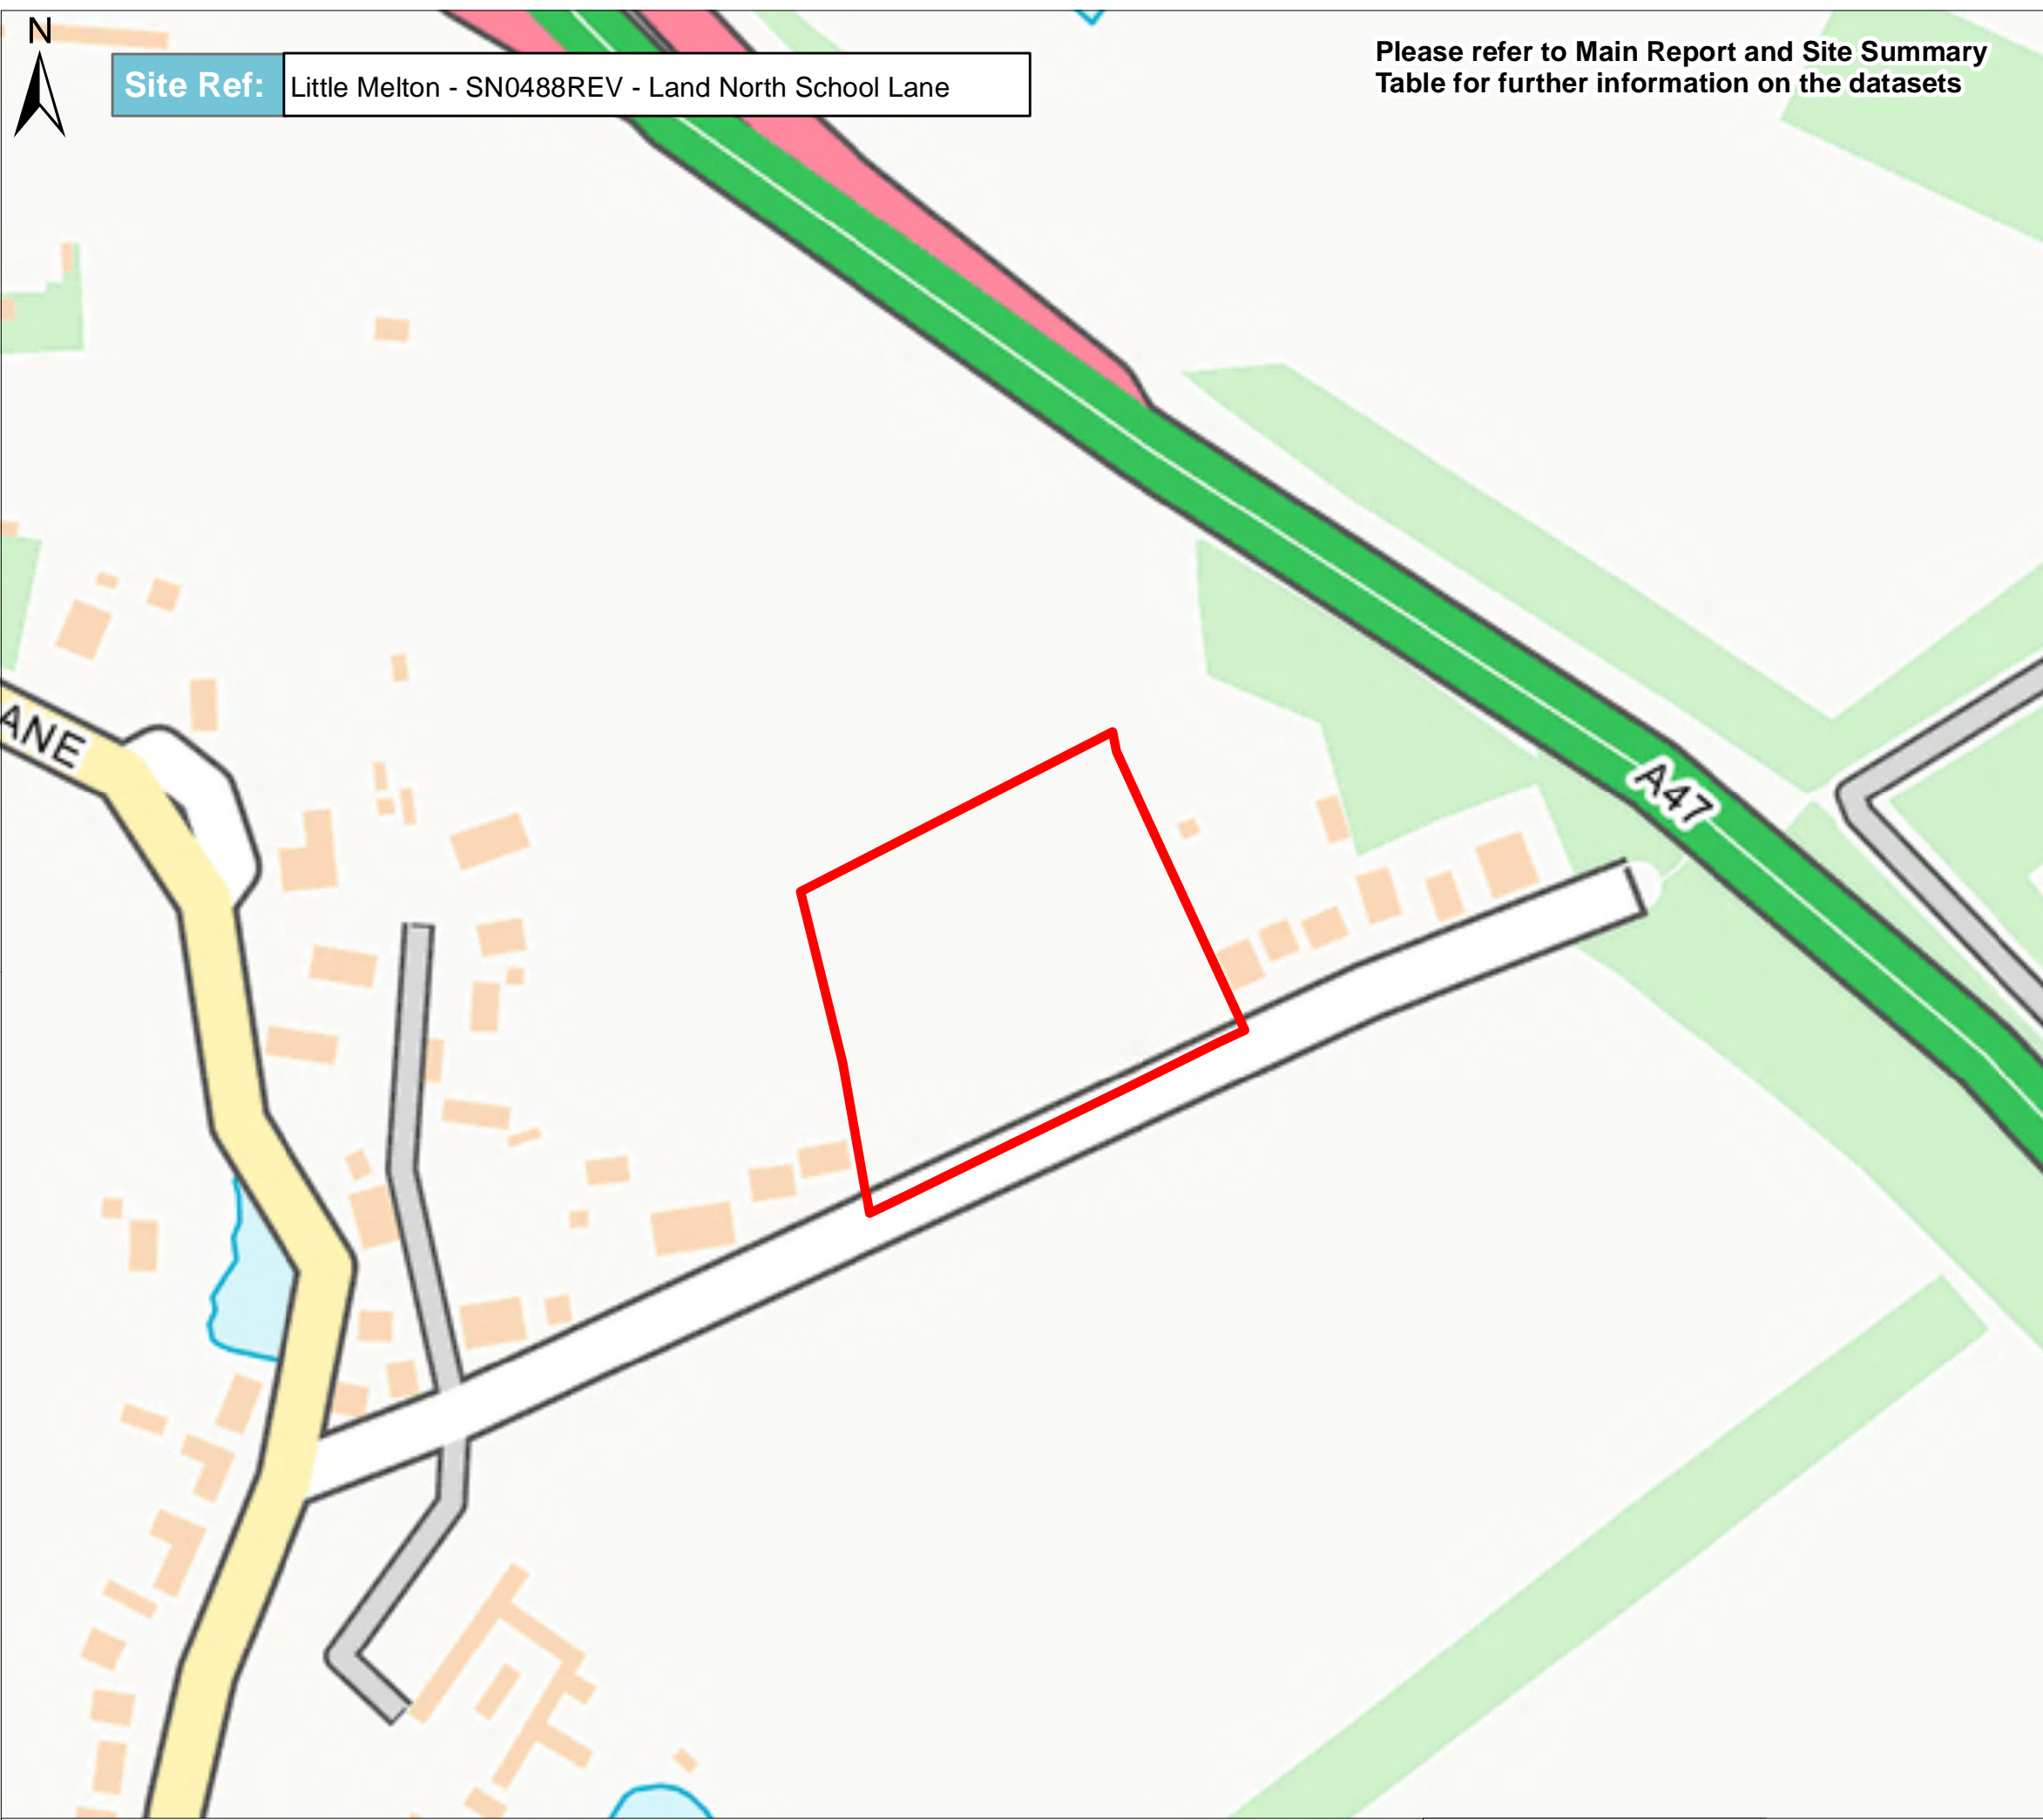 N
Site Ref: Little Melton - SN0488REV - Land North School Lane
Please refer to Main Report and Site Summary
Table for further information on the datasets
ANE
A47